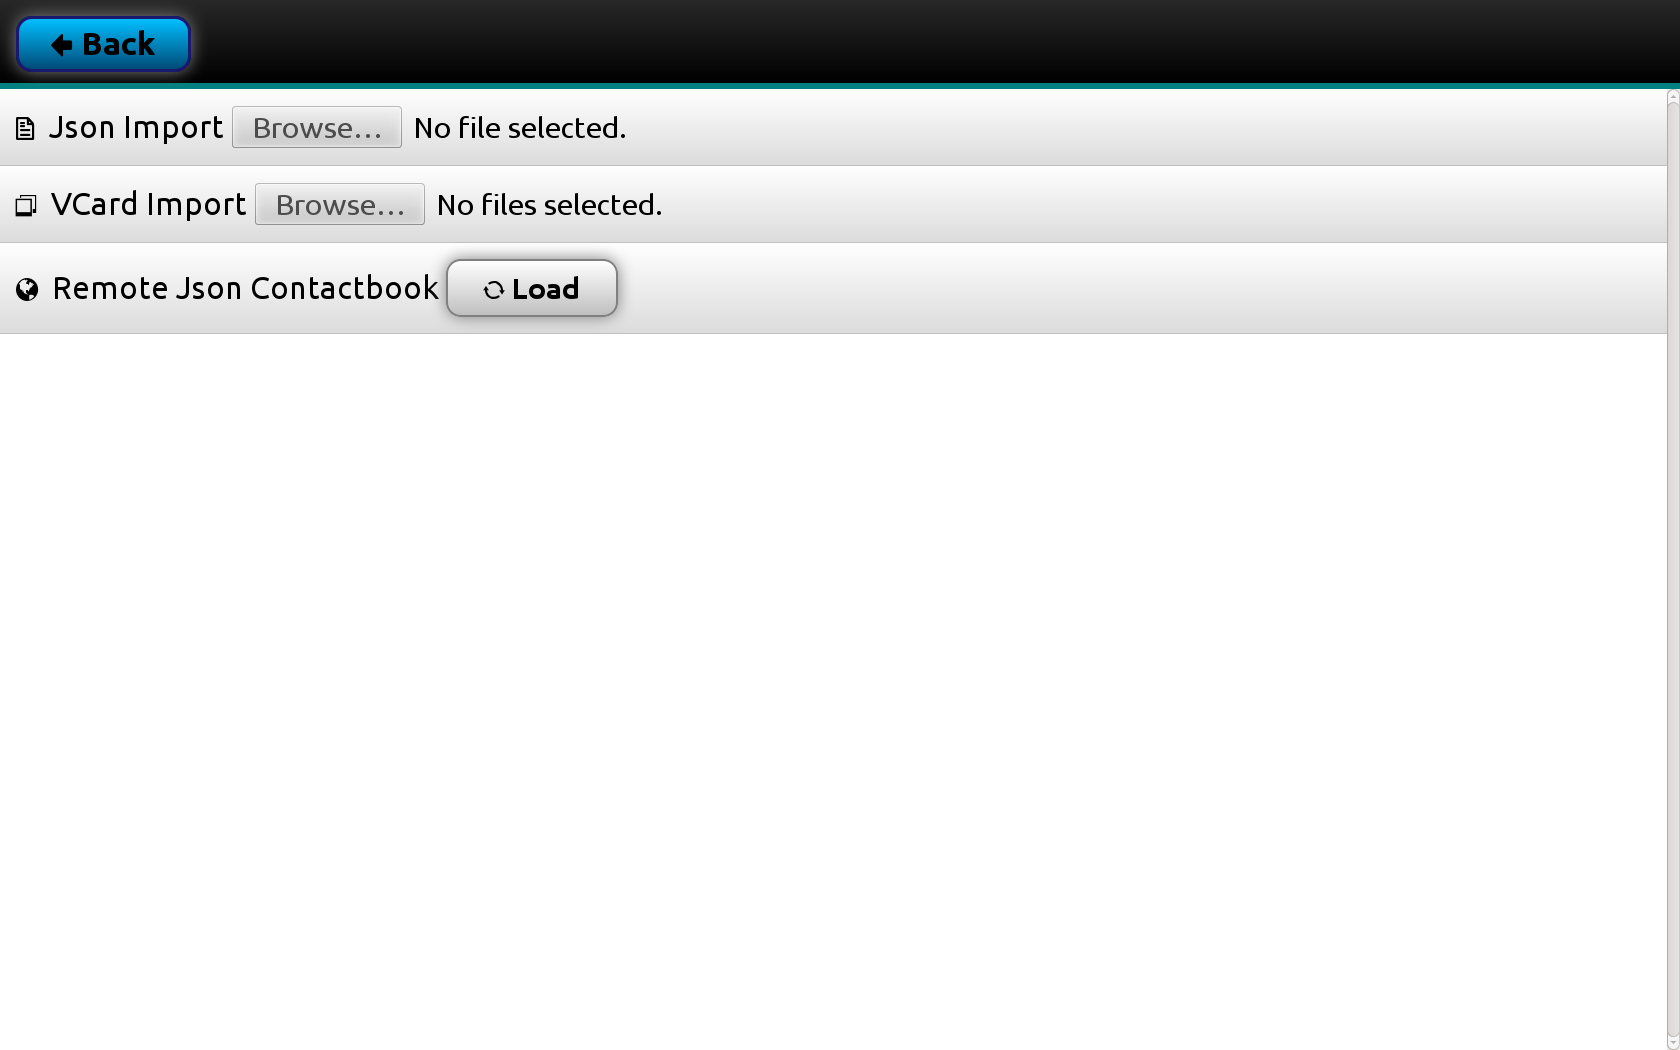 Back
Json Import Browse... No file selected.
VCard Import Browse... No files selected.
Remote Json Contactbook Load